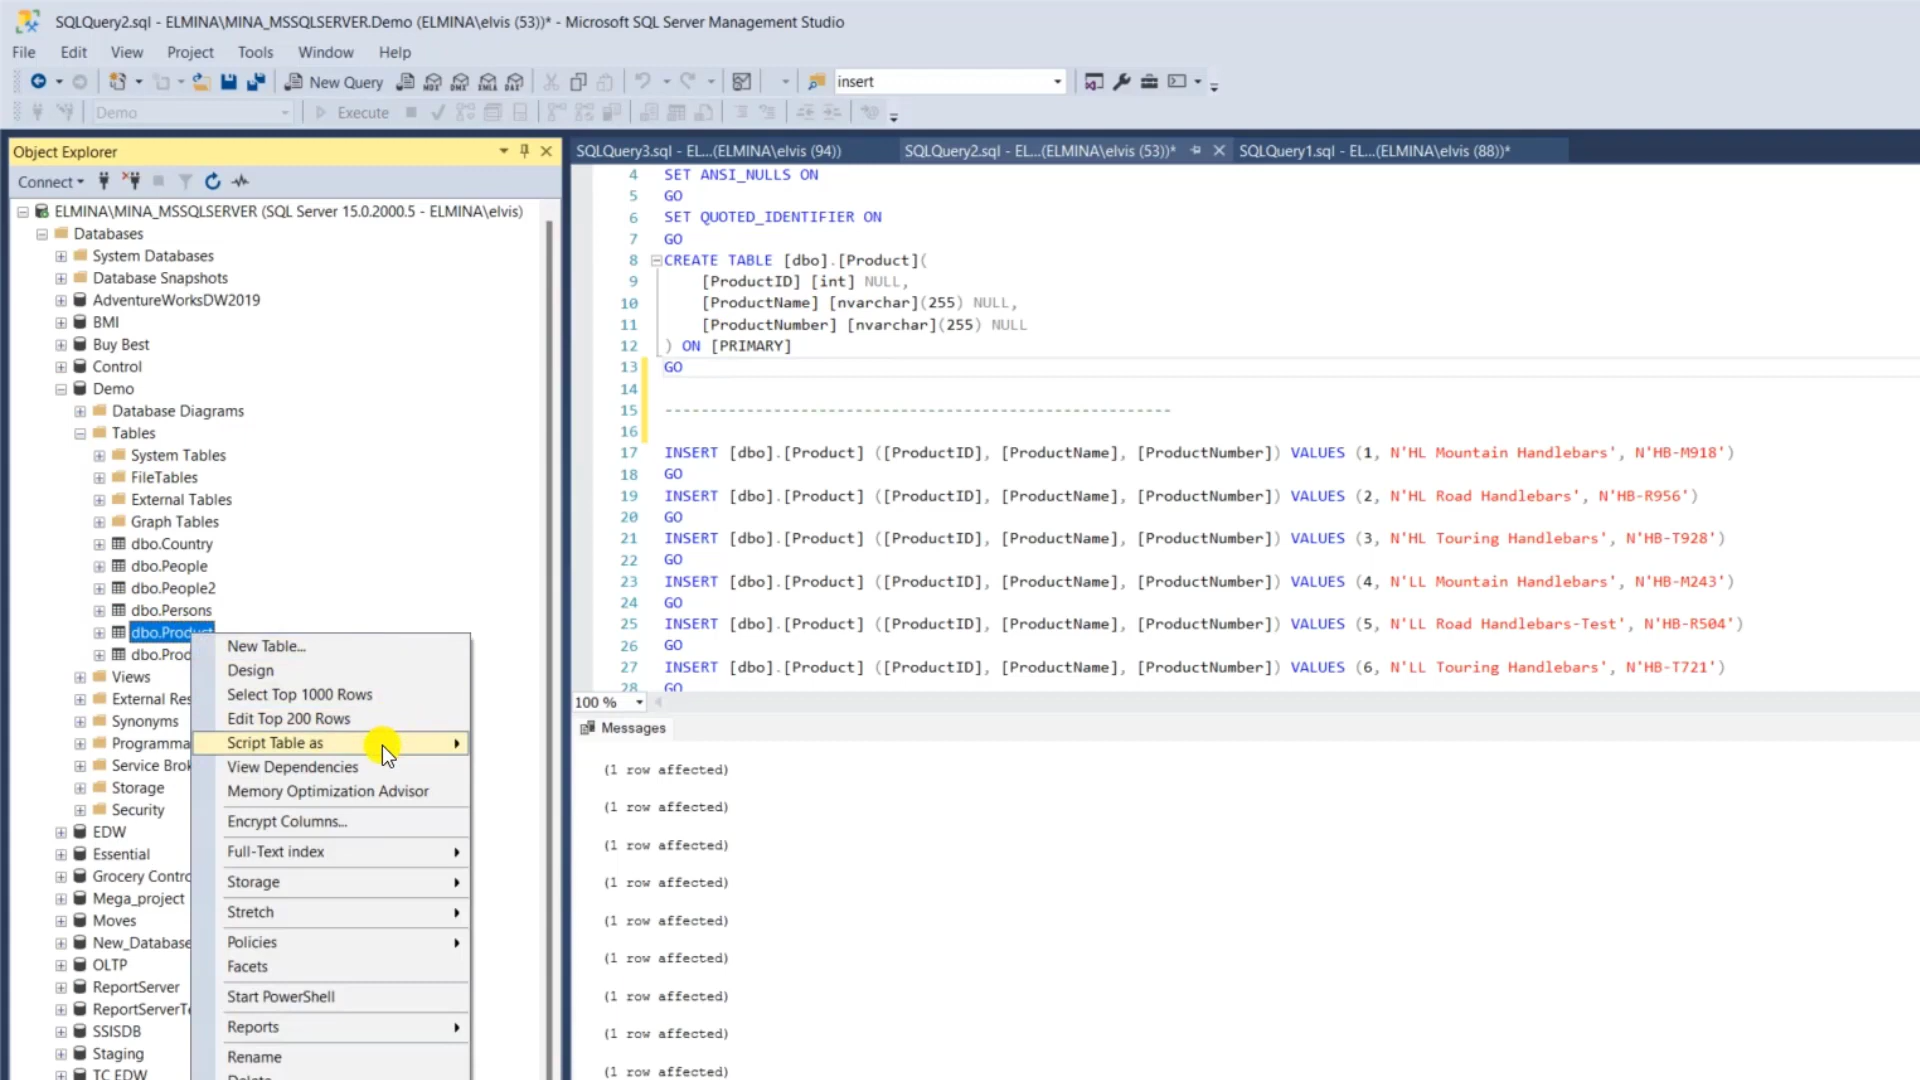 SQLQuery2.sql - ELMINA\MINA_MSSQLSERVER.Demo (ELMINA\elvis (53))* - Microsoft SQL Server Management Studio
File Edit View Project Tools Window Help
New Query MDX DMX XMLA DAX insert
Demo Execute
Object Explorer
Connect
ELMINA\MINA_MSSQLSERVER (SQL Server 15.0.2000.5 - ELMINA\elvis)
Databases
System Databases
Database Snapshots
AdventureWorksDW2019
BMI
Buy Best
Control
Demo
Database Diagrams
Tables
System Tables
FileTables
External Tables
Graph Tables
dbo.Country
dbo.People
dbo.People2
dbo.Persons
dbo.Product
dbo.Prod
Views
External Res
Synonyms
Programma
Service Brok
Storage
Security
EDW
Essential
Grocery Contro
Mega_project
Moves
New_Database
OLTP
ReportServer
ReportServerTe
SSISDB
Staging
TC EDW
New Table...
Design
Select Top 1000 Rows
Edit Top 200 Rows
Script Table as
View Dependencies
Memory Optimization Advisor
Encrypt Columns...
Full-Text index
Storage
Stretch
Policies
Facets
Start PowerShell
Reports
Rename
Delete
SQLQuery3.sql - EL...(ELMINA\elvis (94)) SQLQuery2.sql - EL...(ELMINA\elvis (53))* SQLQuery1.sql - EL...(ELMINA\elvis (88))*
4 SET ANSI_NULLS ON
5 GO
6 SET QUOTED_IDENTIFIER ON
7 GO
8 CREATE TABLE [dbo].[Product](
9 [ProductID] [int] NULL,
10 [ProductName] [nvarchar](255) NULL,
11 [ProductNumber] [nvarchar](255) NULL
12 ) ON [PRIMARY]
13 GO
14
15 --------------------------------------------------------
16
17 INSERT [dbo].[Product] ([ProductID], [ProductName], [ProductNumber]) VALUES (1, N'HL Mountain Handlebars', N'HB-M918')
18 GO
19 INSERT [dbo].[Product] ([ProductID], [ProductName], [ProductNumber]) VALUES (2, N'HL Road Handlebars', N'HB-R956')
20 GO
21 INSERT [dbo].[Product] ([ProductID], [ProductName], [ProductNumber]) VALUES (3, N'HL Touring Handlebars', N'HB-T928')
22 GO
23 INSERT [dbo].[Product] ([ProductID], [ProductName], [ProductNumber]) VALUES (4, N'LL Mountain Handlebars', N'HB-M243')
24 GO
25 INSERT [dbo].[Product] ([ProductID], [ProductName], [ProductNumber]) VALUES (5, N'LL Road Handlebars-Test', N'HB-R504')
26 GO
27 INSERT [dbo].[Product] ([ProductID], [ProductName], [ProductNumber]) VALUES (6, N'LL Touring Handlebars', N'HB-T721')
28 GO
100 %
Messages
(1 row affected)
(1 row affected)
(1 row affected)
(1 row affected)
(1 row affected)
(1 row affected)
(1 row affected)
(1 row affected)
(1 row affected)